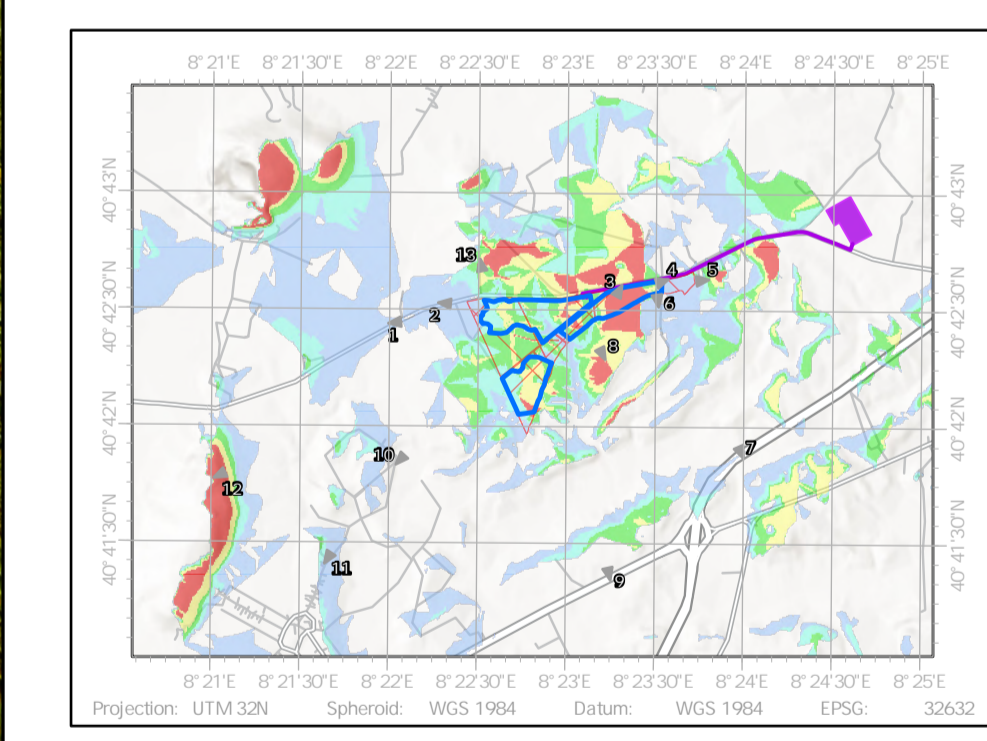 8° 21'E 8° 21'30"E 8° 22'E 8° 22'30"E 8° 23'E 8° 23'30"E 8° 24'E 8° 24'30"E 8° 25'E
40° 43'N 40° 43'N
13 3 4 5
40° 42'30"N 2 6 40° 42'30"N
1 8
40° 42'N 40° 42'N
10 7
12
40° 41'30"N 40° 41'30"N
11 9
8° 21'E 8° 21'30"E 8° 22'E 8° 22'30"E 8° 23'E 8° 23'30"E 8° 24'E 8° 24'30"E 8° 25'E
Projection: UTM 32N Spheroid: WGS 1984 Datum: WGS 1984 EPSG: 32632